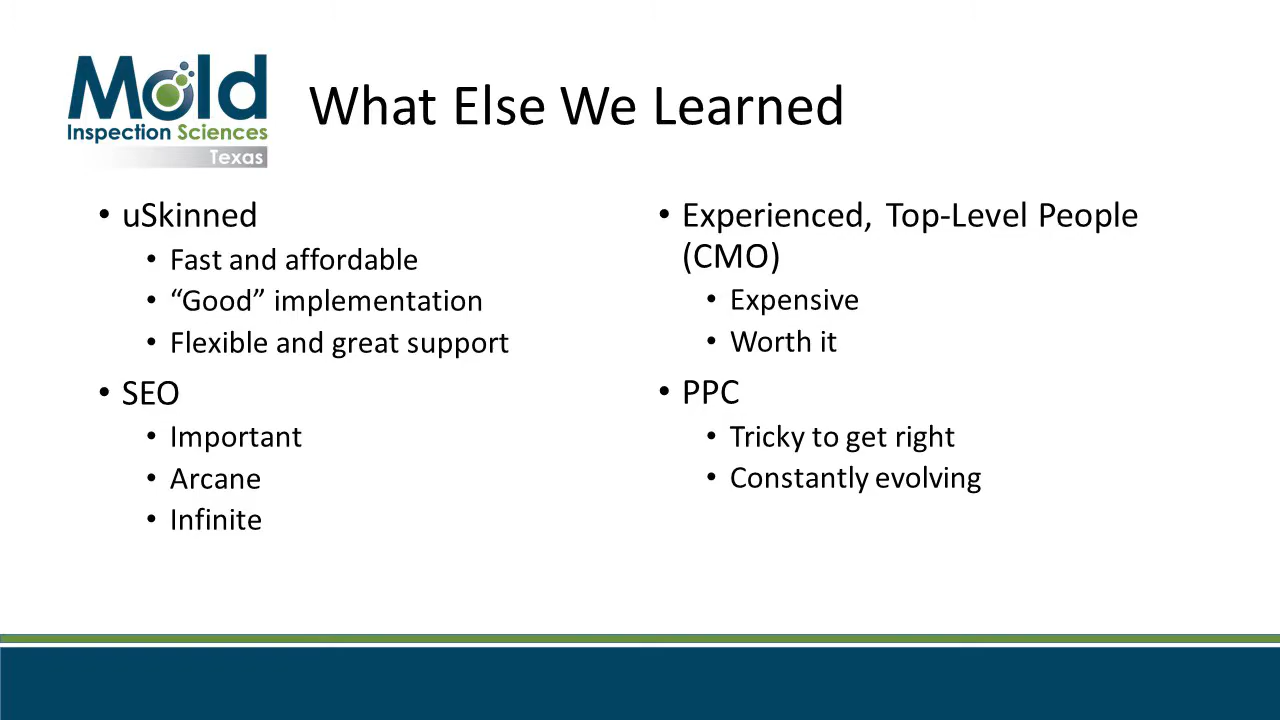 Mold
Inspection Sciences
Texas
What Else We Learned
• uSkinned
• Fast and affordable
• “Good” implementation
• Flexible and great support
• SEO
• Important
• Arcane
• Infinite
• Experienced, Top-Level People
(CMO)
• Expensive
• Worth it
• PPC
• Tricky to get right
• Constantly evolving